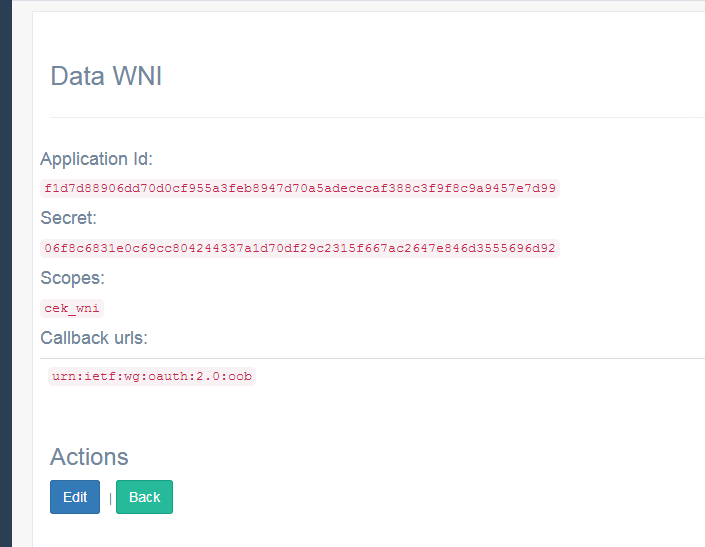 Data WNI
Application Id:
f1d7d88906dd70d0cf955a3feb8947d70a5adececaf388c3f9f8c9a9457e7d99
Secret:
06f8c6831e0c69cc804244337a1d70df29c2315f667ac2647e846d3555696d92
Scopes:
cek_wni
Callback urls:
urn:ietf:wg:oauth:2.0:oob
Actions
Edit | Back